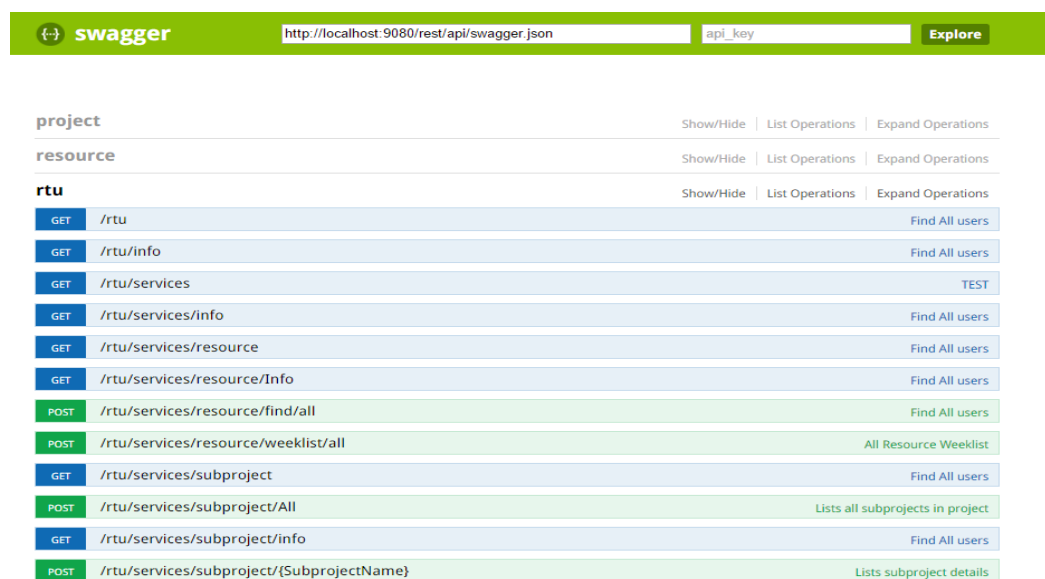 {···} swagger http://localhost:9080/rest/api/swagger.json api_key Explore
project Show/Hide List Operations Expand Operations
resource Show/Hide List Operations Expand Operations
rtu Show/Hide List Operations Expand Operations
GET /rtu Find All users
GET /rtu/info Find All users
GET /rtu/services TEST
GET /rtu/services/info Find All users
GET /rtu/services/resource Find All users
GET /rtu/services/resource/Info Find All users
POST /rtu/services/resource/find/all Find All users
POST /rtu/services/resource/weeklist/all All Resource Weeklist
GET /rtu/services/subproject Find All users
POST /rtu/services/subproject/All Lists all subprojects in project
GET /rtu/services/subproject/info Find All users
POST /rtu/services/subproject/{SubprojectName} Lists subproject details